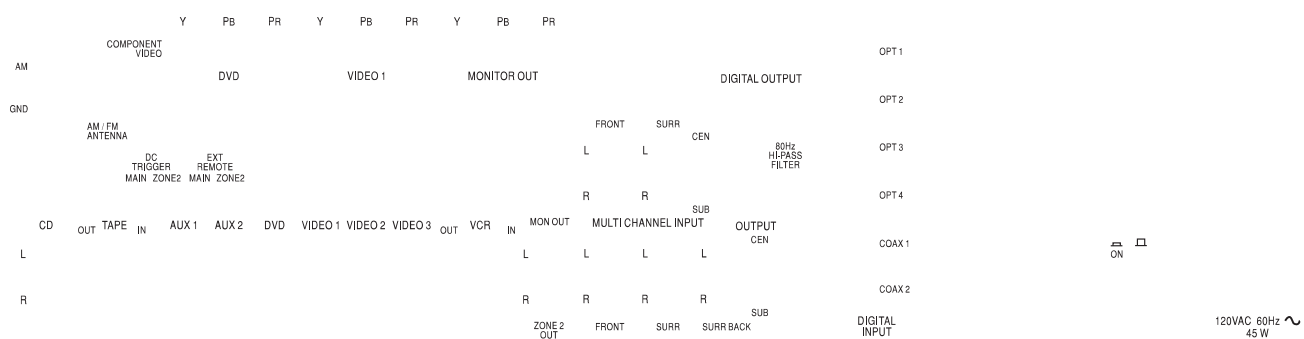 Y PB PR Y PB PR Y PB PR
COMPONENT
VIDEO
OPT 1
AM
DVD VIDEO 1 MONITOR OUT DIGITAL OUTPUT
OPT 2
GND
AM / FM
ANTENNA
FRONT SURR
CEN
DC
TRIGGER
MAIN ZONE2
EXT
REMOTE
MAIN ZONE2
L L
80Hz
HI-PASS
FILTER
OPT 3
R R
OPT 4
SUB
CD OUT TAPE IN AUX 1 AUX 2 DVD VIDEO 1 VIDEO 2 VIDEO 3 OUT VCR IN MON OUT MULTI CHANNEL INPUT OUTPUT
CEN
COAX 1
L L L L L
ON
COAX 2
R R R R R
SUB
ZONE 2
OUT
FRONT SURR SURR BACK
DIGITAL
INPUT
120VAC 60Hz
45 W